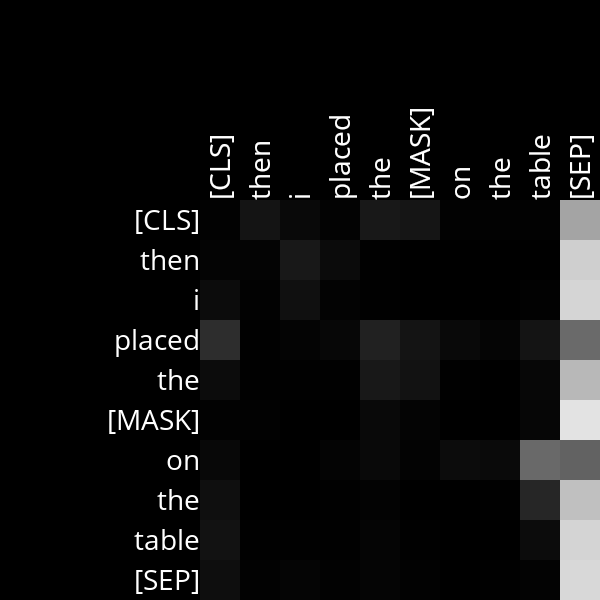 [CLS] then i placed the [MASK] on the table [SEP]
[CLS]
then
i
placed
the
[MASK]
on
the
table
[SEP]